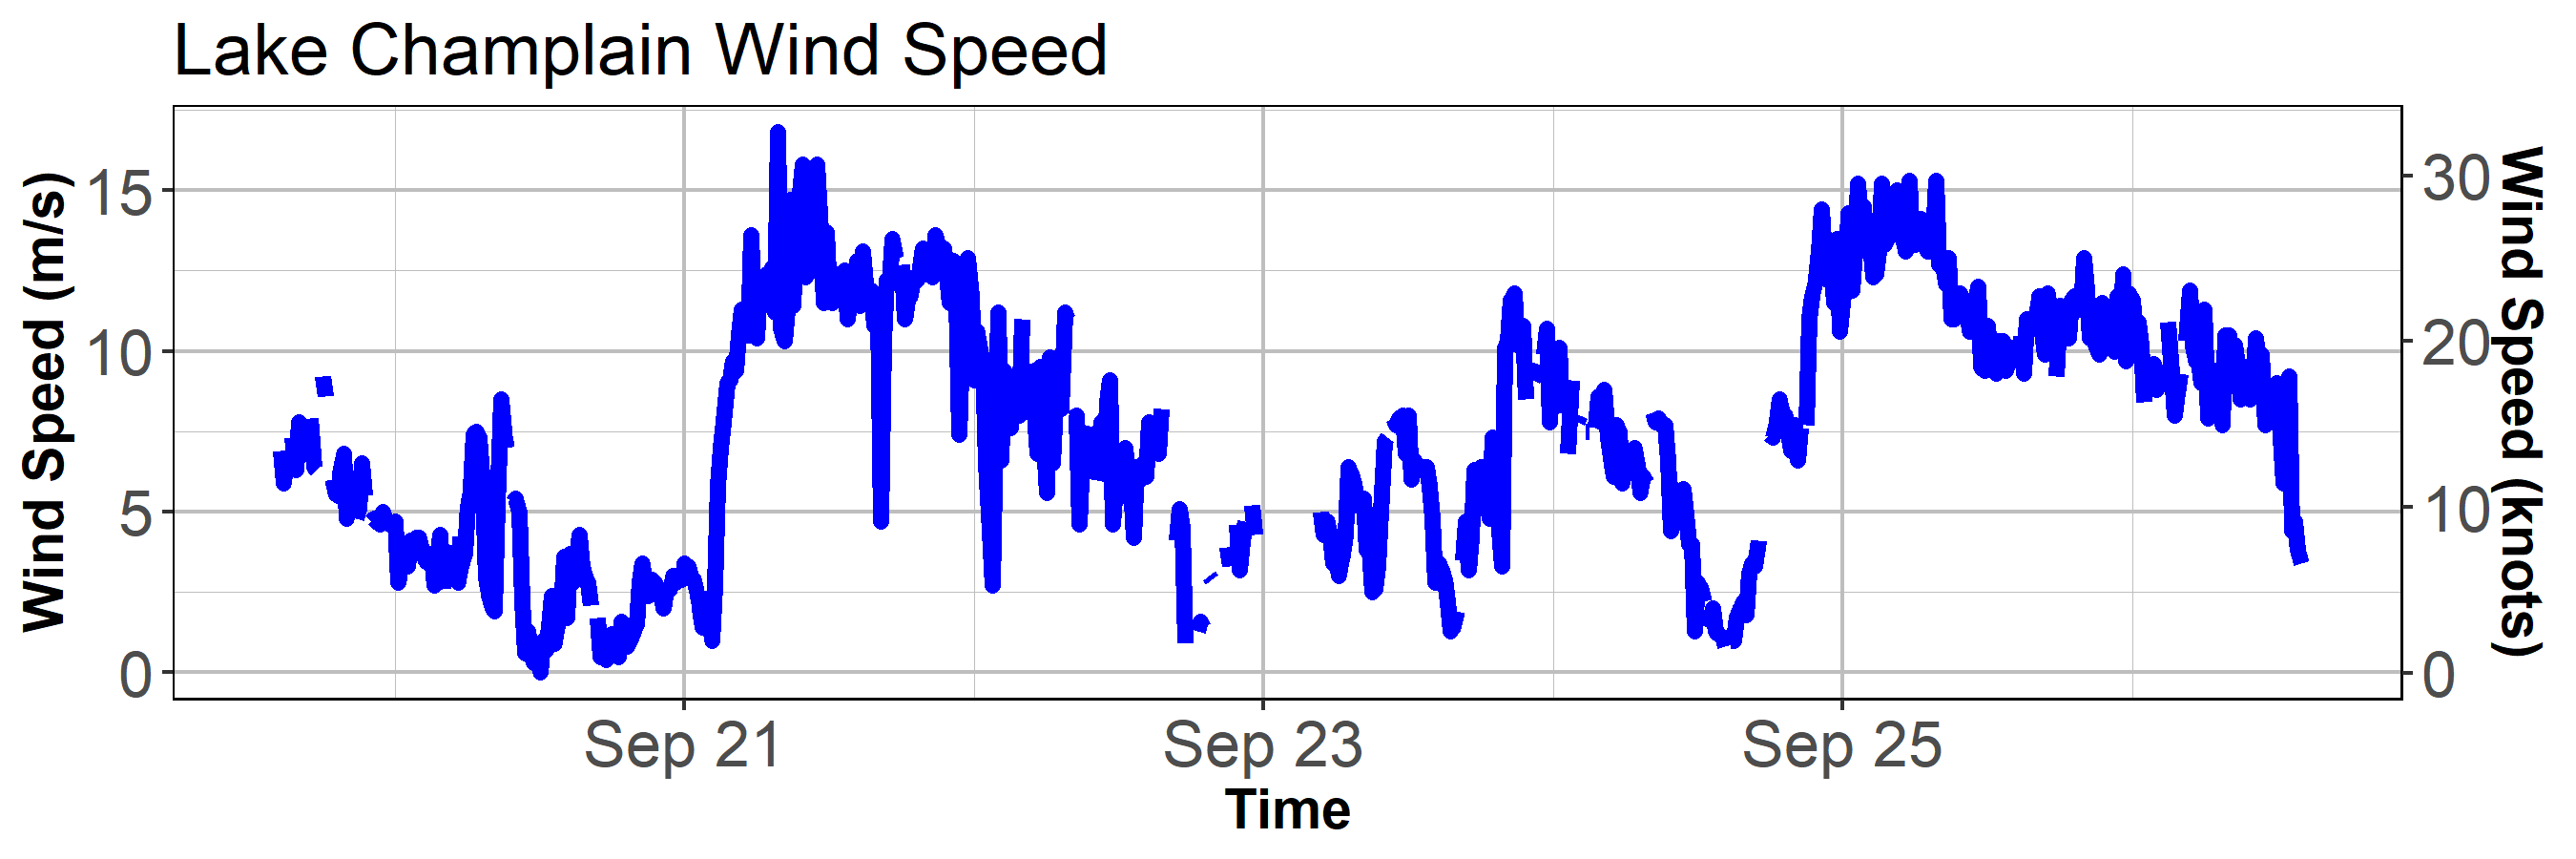 Lake Champlain Wind Speed
Wind Speed (m/s)
15
10
5
0
30
20
10
0
Wind Speed (knots)
Sep 21
Sep 23
Sep 25
Time